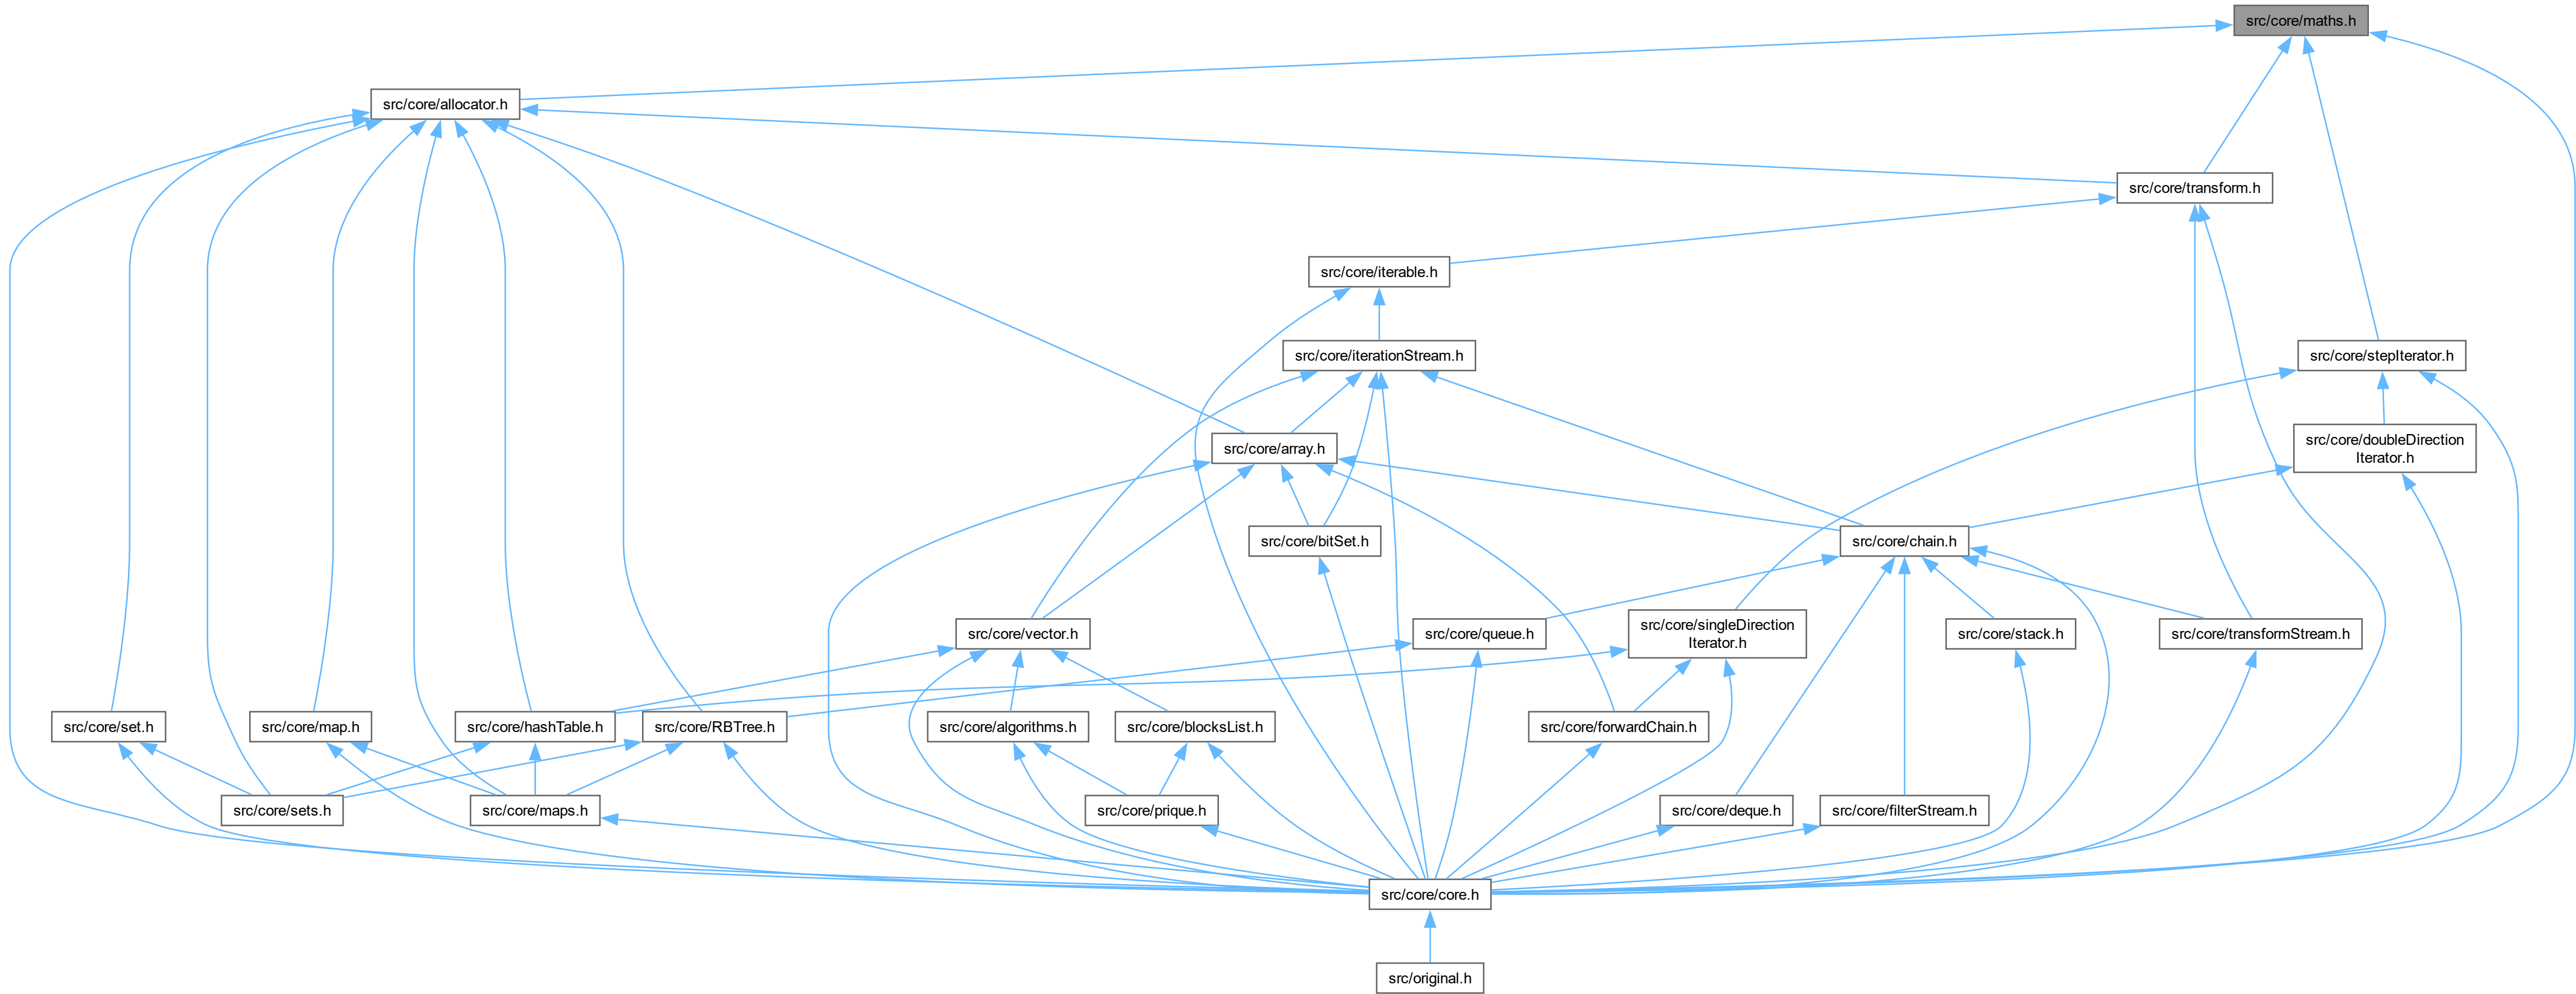 src/core/maths.h
src/core/allocator.h
src/core/transform.h
src/core/iterable.h
src/core/iterationStream.h
src/core/stepIterator.h
src/core/array.h
src/core/doubleDirection
Iterator.h
src/core/bitSet.h
src/core/chain.h
src/core/vector.h
src/core/queue.h
src/core/singleDirection
Iterator.h
src/core/stack.h
src/core/transformStream.h
src/core/set.h
src/core/map.h
src/core/hashTable.h
src/core/RBTree.h
src/core/algorithms.h
src/core/blocksList.h
src/core/forwardChain.h
src/core/sets.h
src/core/maps.h
src/core/prique.h
src/core/deque.h
src/core/filterStream.h
src/core/core.h
src/original.h